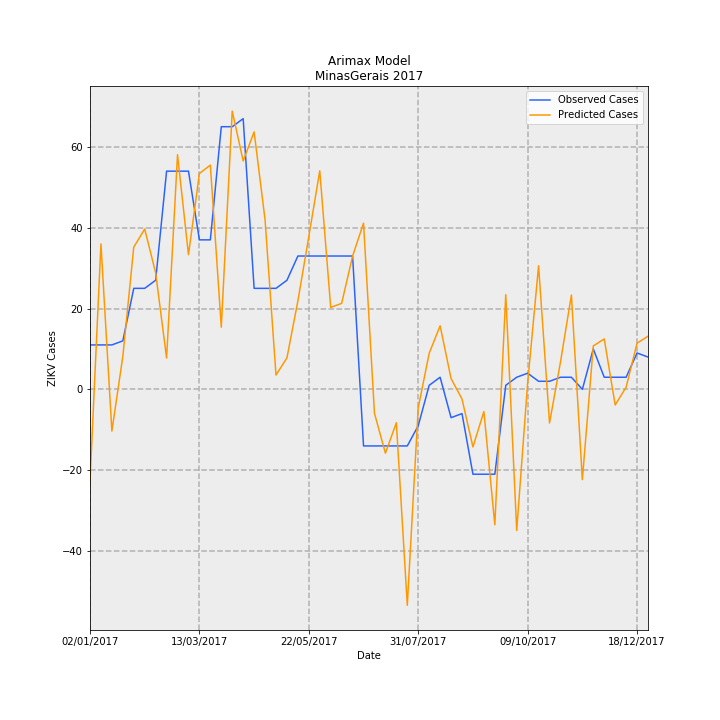 Arimax Model
MinasGerais 2017
Observed Cases
Predicted Cases
ZIKV Cases
60
40
20
0
−20
−40
02/01/2017
13/03/2017
22/05/2017
31/07/2017
09/10/2017
18/12/2017
Date